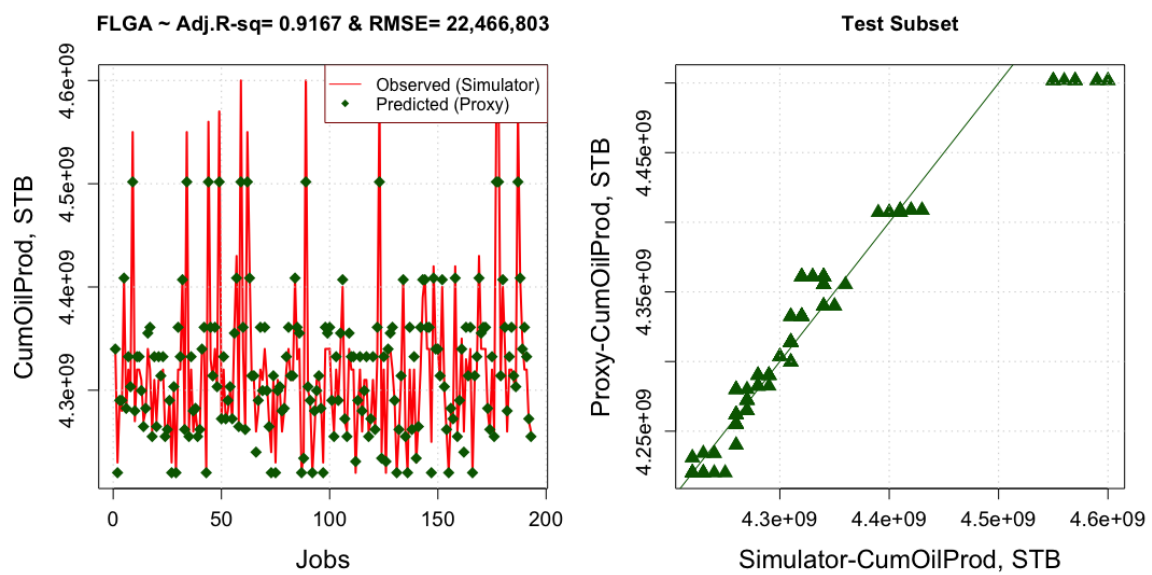 FLGA ~ Adj.R-sq= 0.9167 & RMSE= 22,466,803
CumOilProd, STB
4.6e+09
4.5e+09
4.4e+09
4.3e+09
Observed (Simulator)
Predicted (Proxy)
0
50
100
150
200
Jobs
Test Subset
Proxy-CumOilProd, STB
4.45e+09
4.35e+09
4.25e+09
4.3e+09
4.4e+09
4.5e+09
4.6e+09
Simulator-CumOilProd, STB